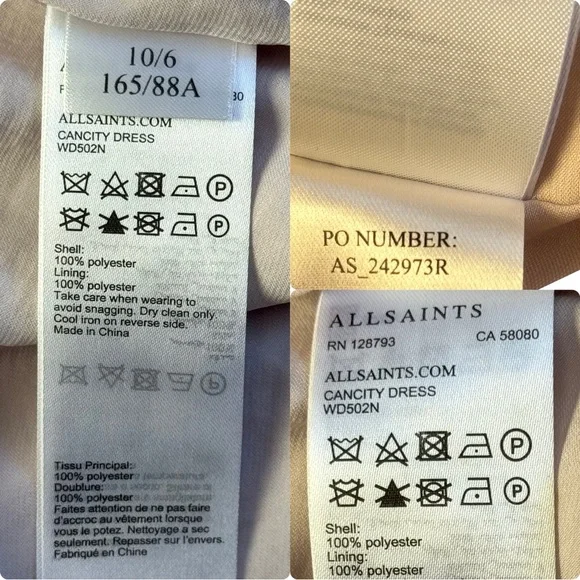 10/6
165/88A
30
ALLSAINTS.COM
CANCITY DRESS
WD502N
P
P
Shell:
100% polyester
Lining:
100% polyester
Take care when wearing to
avoid snagging. Dry clean only.
Cool iron on reverse side.
Made in China
Tissu Principal:
100% polyester
Doublure:
100% polyester
Faites attention de ne pas faire
d'accroc au vêtement lorsque
vous le potez. Nettoyage a sec
seulement. Repasser sur l'envers.
Fabriqué en China
PO NUMBER:
AS_242973R
ALLSAINTS
RN 128793 CA 58080
ALLSAINTS.COM
CANCITY DRESS
WD502N
P
P
Shell:
100% polyester
Lining:
100% polyester